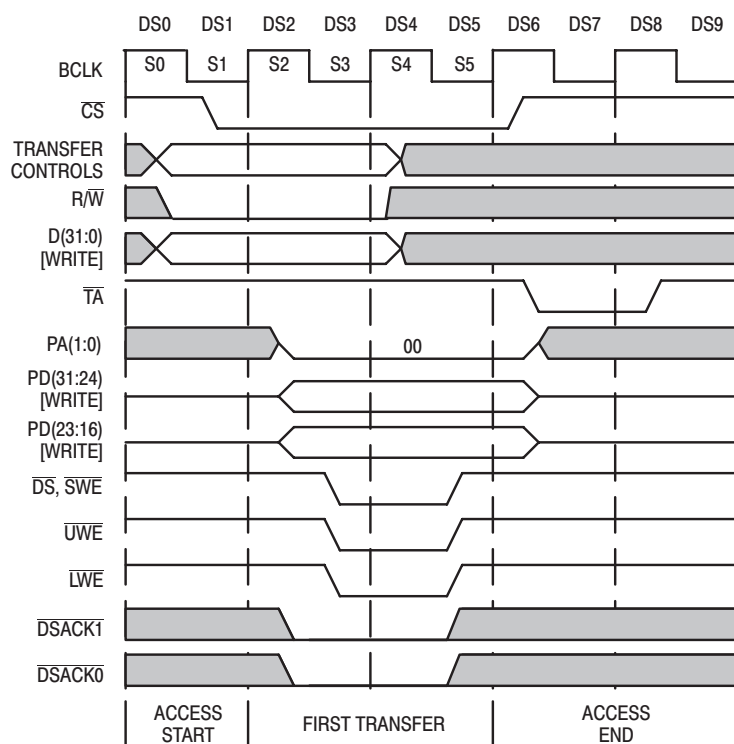 DS0 DS1 DS2 DS3 DS4 DS5 DS6 DS7 DS8 DS9
BCLK S0 S1 S2 S3 S4 S5
CS
TRANSFER
CONTROLS
R/W
D(31:0)
[WRITE]
TA
PA(1:0) 00
PD(31:24)
[WRITE]
PD(23:16)
[WRITE]
DS, SWE
UWE
LWE
DSACK1
DSACK0
ACCESS
START
FIRST TRANSFER
ACCESS
END